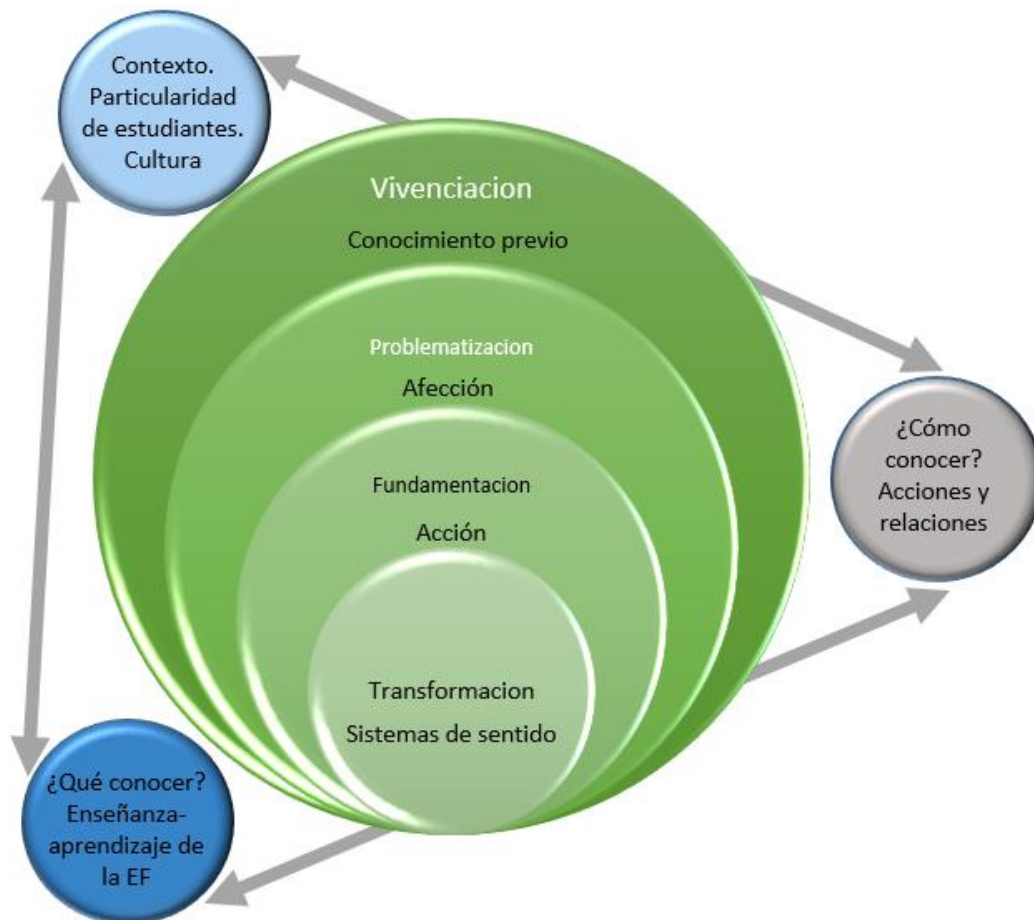 Contexto.
Particularidad
de estudiantes.
Cultura
Vivenciacion
Conocimiento previo
Problematizacion
Afección
Fundamentacion
Acción
Transformacion
Sistemas de sentido
¿Cómo
conocer?
Acciones y
relaciones
¿Qué conocer?
Enseñanza-
aprendizaje de
la EF